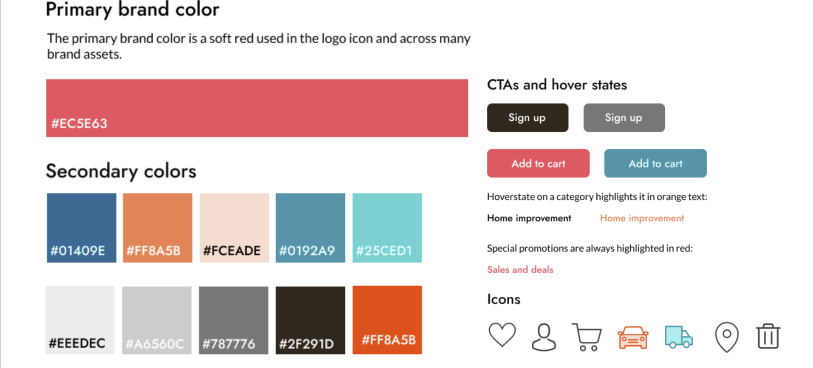 Primary brand color
The primary brand color is a soft red used in the logo icon and across many
brand assets.
#EC5E63
Secondary colors
#01409E
#FF8A5B
#FCEADE
#0192A9
#25CED1
#EEEDEC
#A6560C
#787776
#2F291D
#FF8A5B
CTAs and hover states
Sign up
Sign up
Add to cart
Add to cart
Hoverstate on a category highlights it in orange text:
Home improvement
Home improvement
Special promotions are always highlighted in red:
Sales and deals
Icons